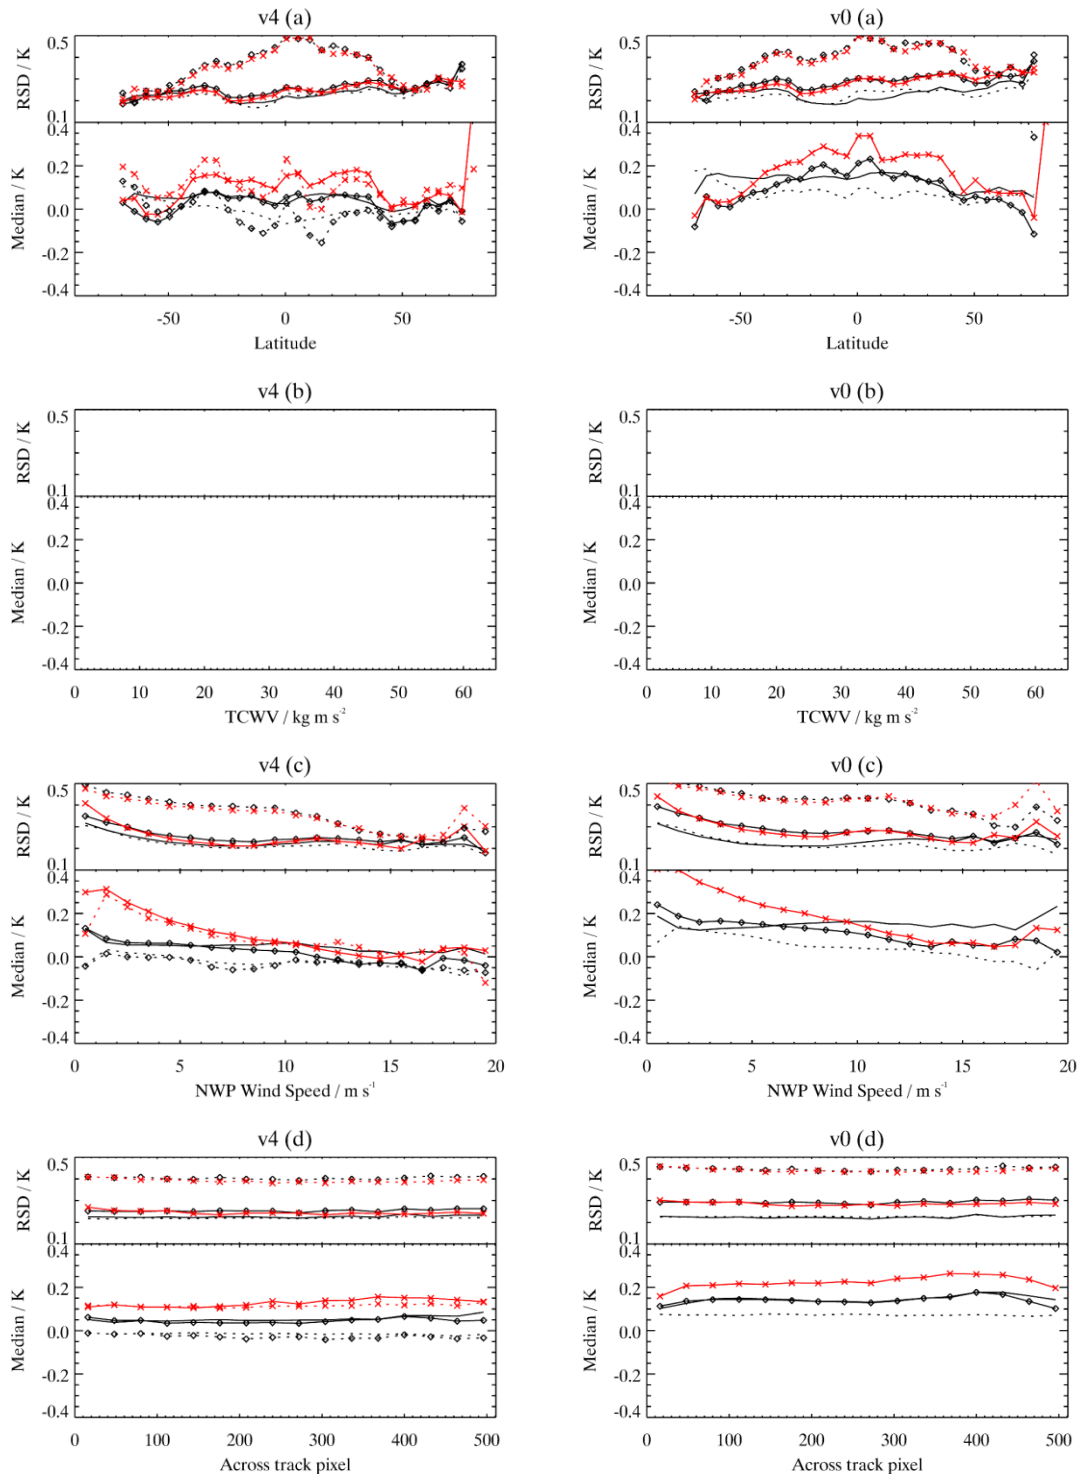 v4 (a)
RSD / K
0.5
0.1
Median / K
0.4
0.2
0.0
-0.2
-0.4
-50 0 50
Latitude
v0 (a)
RSD / K
0.5
0.1
Median / K
0.4
0.2
0.0
-0.2
-0.4
-50 0 50
Latitude
v4 (b)
RSD / K
0.5
0.1
Median / K
0.4
0.2
0.0
-0.2
-0.4
0 10 20 30 40 50 60
TCWV / kg m s⁻²
v0 (b)
RSD / K
0.5
0.1
Median / K
0.4
0.2
0.0
-0.2
-0.4
0 10 20 30 40 50 60
TCWV / kg m s⁻²
v4 (c)
RSD / K
0.5
0.1
Median / K
0.4
0.2
0.0
-0.2
-0.4
0 5 10 15 20
NWP Wind Speed / m s⁻¹
v0 (c)
RSD / K
0.5
0.1
Median / K
0.4
0.2
0.0
-0.2
-0.4
0 5 10 15 20
NWP Wind Speed / m s⁻¹
v4 (d)
RSD / K
0.5
0.1
Median / K
0.4
0.2
0.0
-0.2
-0.4
0 100 200 300 400 500
Across track pixel
v0 (d)
RSD / K
0.5
0.1
Median / K
0.4
0.2
0.0
-0.2
-0.4
0 100 200 300 400 500
Across track pixel